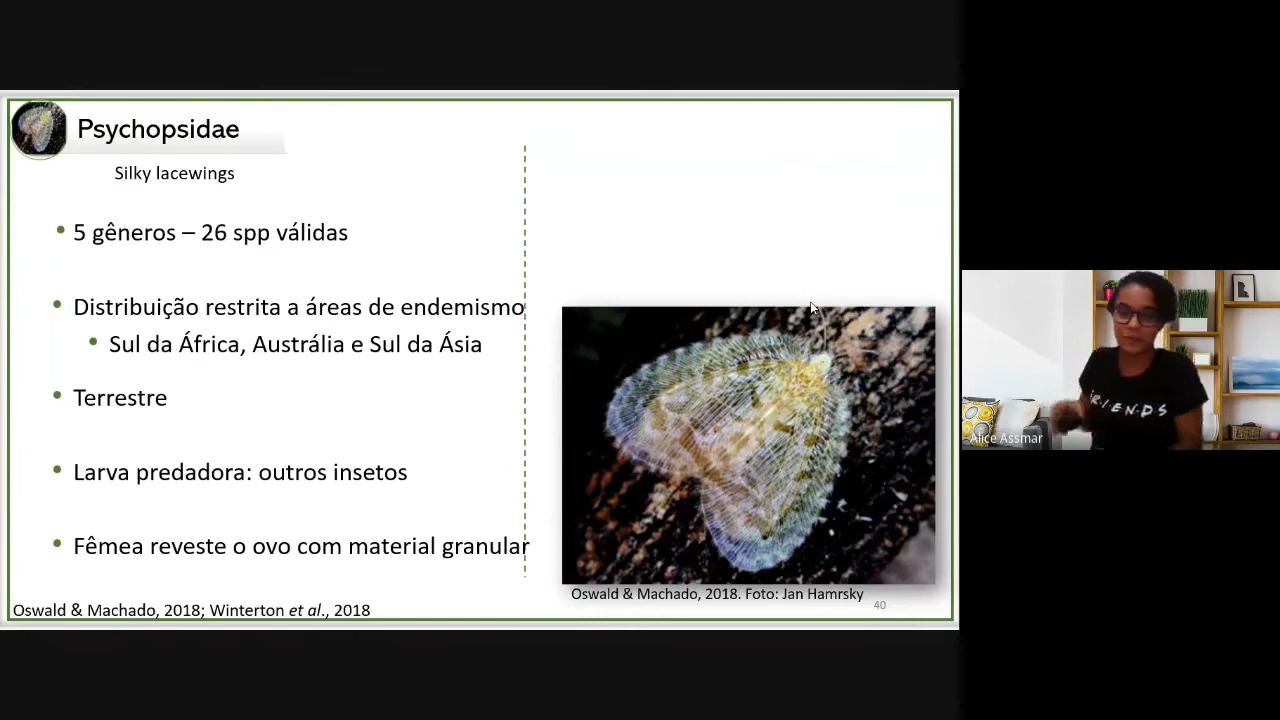 Psychopsidae
Silky lacewings
• 5 gêneros – 26 spp válidas
• Distribuição restrita a áreas de endemismo
• Sul da África, Austrália e Sul da Ásia
• Terrestre
• Larva predadora: outros insetos
• Fêmea reveste o ovo com material granular
Oswald & Machado, 2018; Winterton et al., 2018
Oswald & Machado, 2018. Foto: Jan Hamrsky
40
F.R.I.E.N.D.S
Alice Assmar